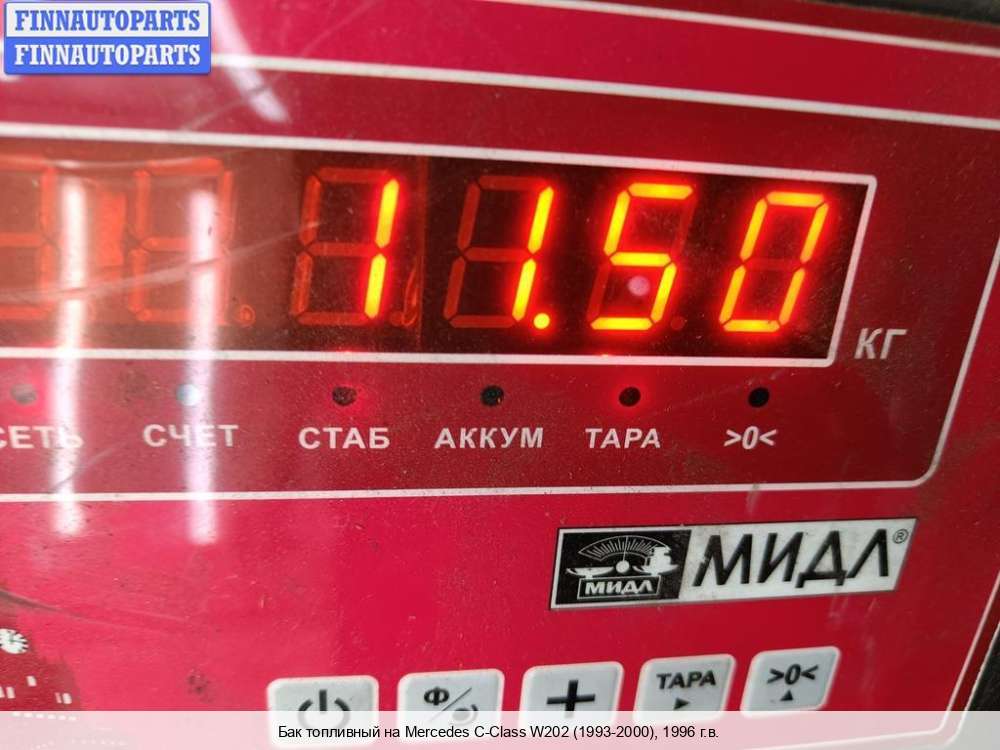 FINNAUTOPARTS
FINNAUTOPARTS
11.50
КГ
СЕТЬ СЧЕТ СТАБ АККУМ ТАРА >0<
МИДЛ МИДЛ®
Ф ТАРА >0<
Бак топливный на Mercedes C-Class W202 (1993-2000), 1996 г.в.